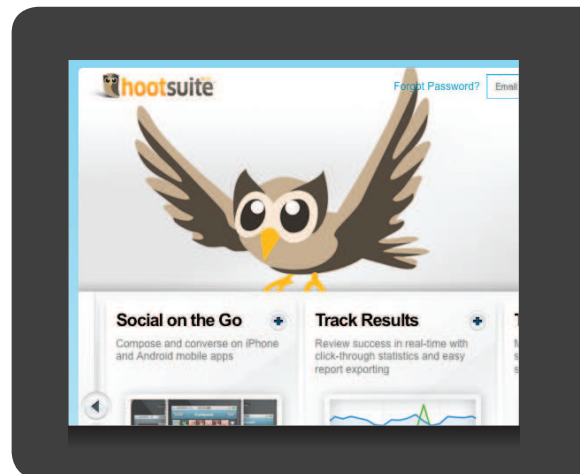 hootsuite
Forgot Password?
Email
Social on the Go
Compose and converse on iPhone
and Android mobile apps
Track Results
Review success in real-time with
click-through statistics and easy
report exporting